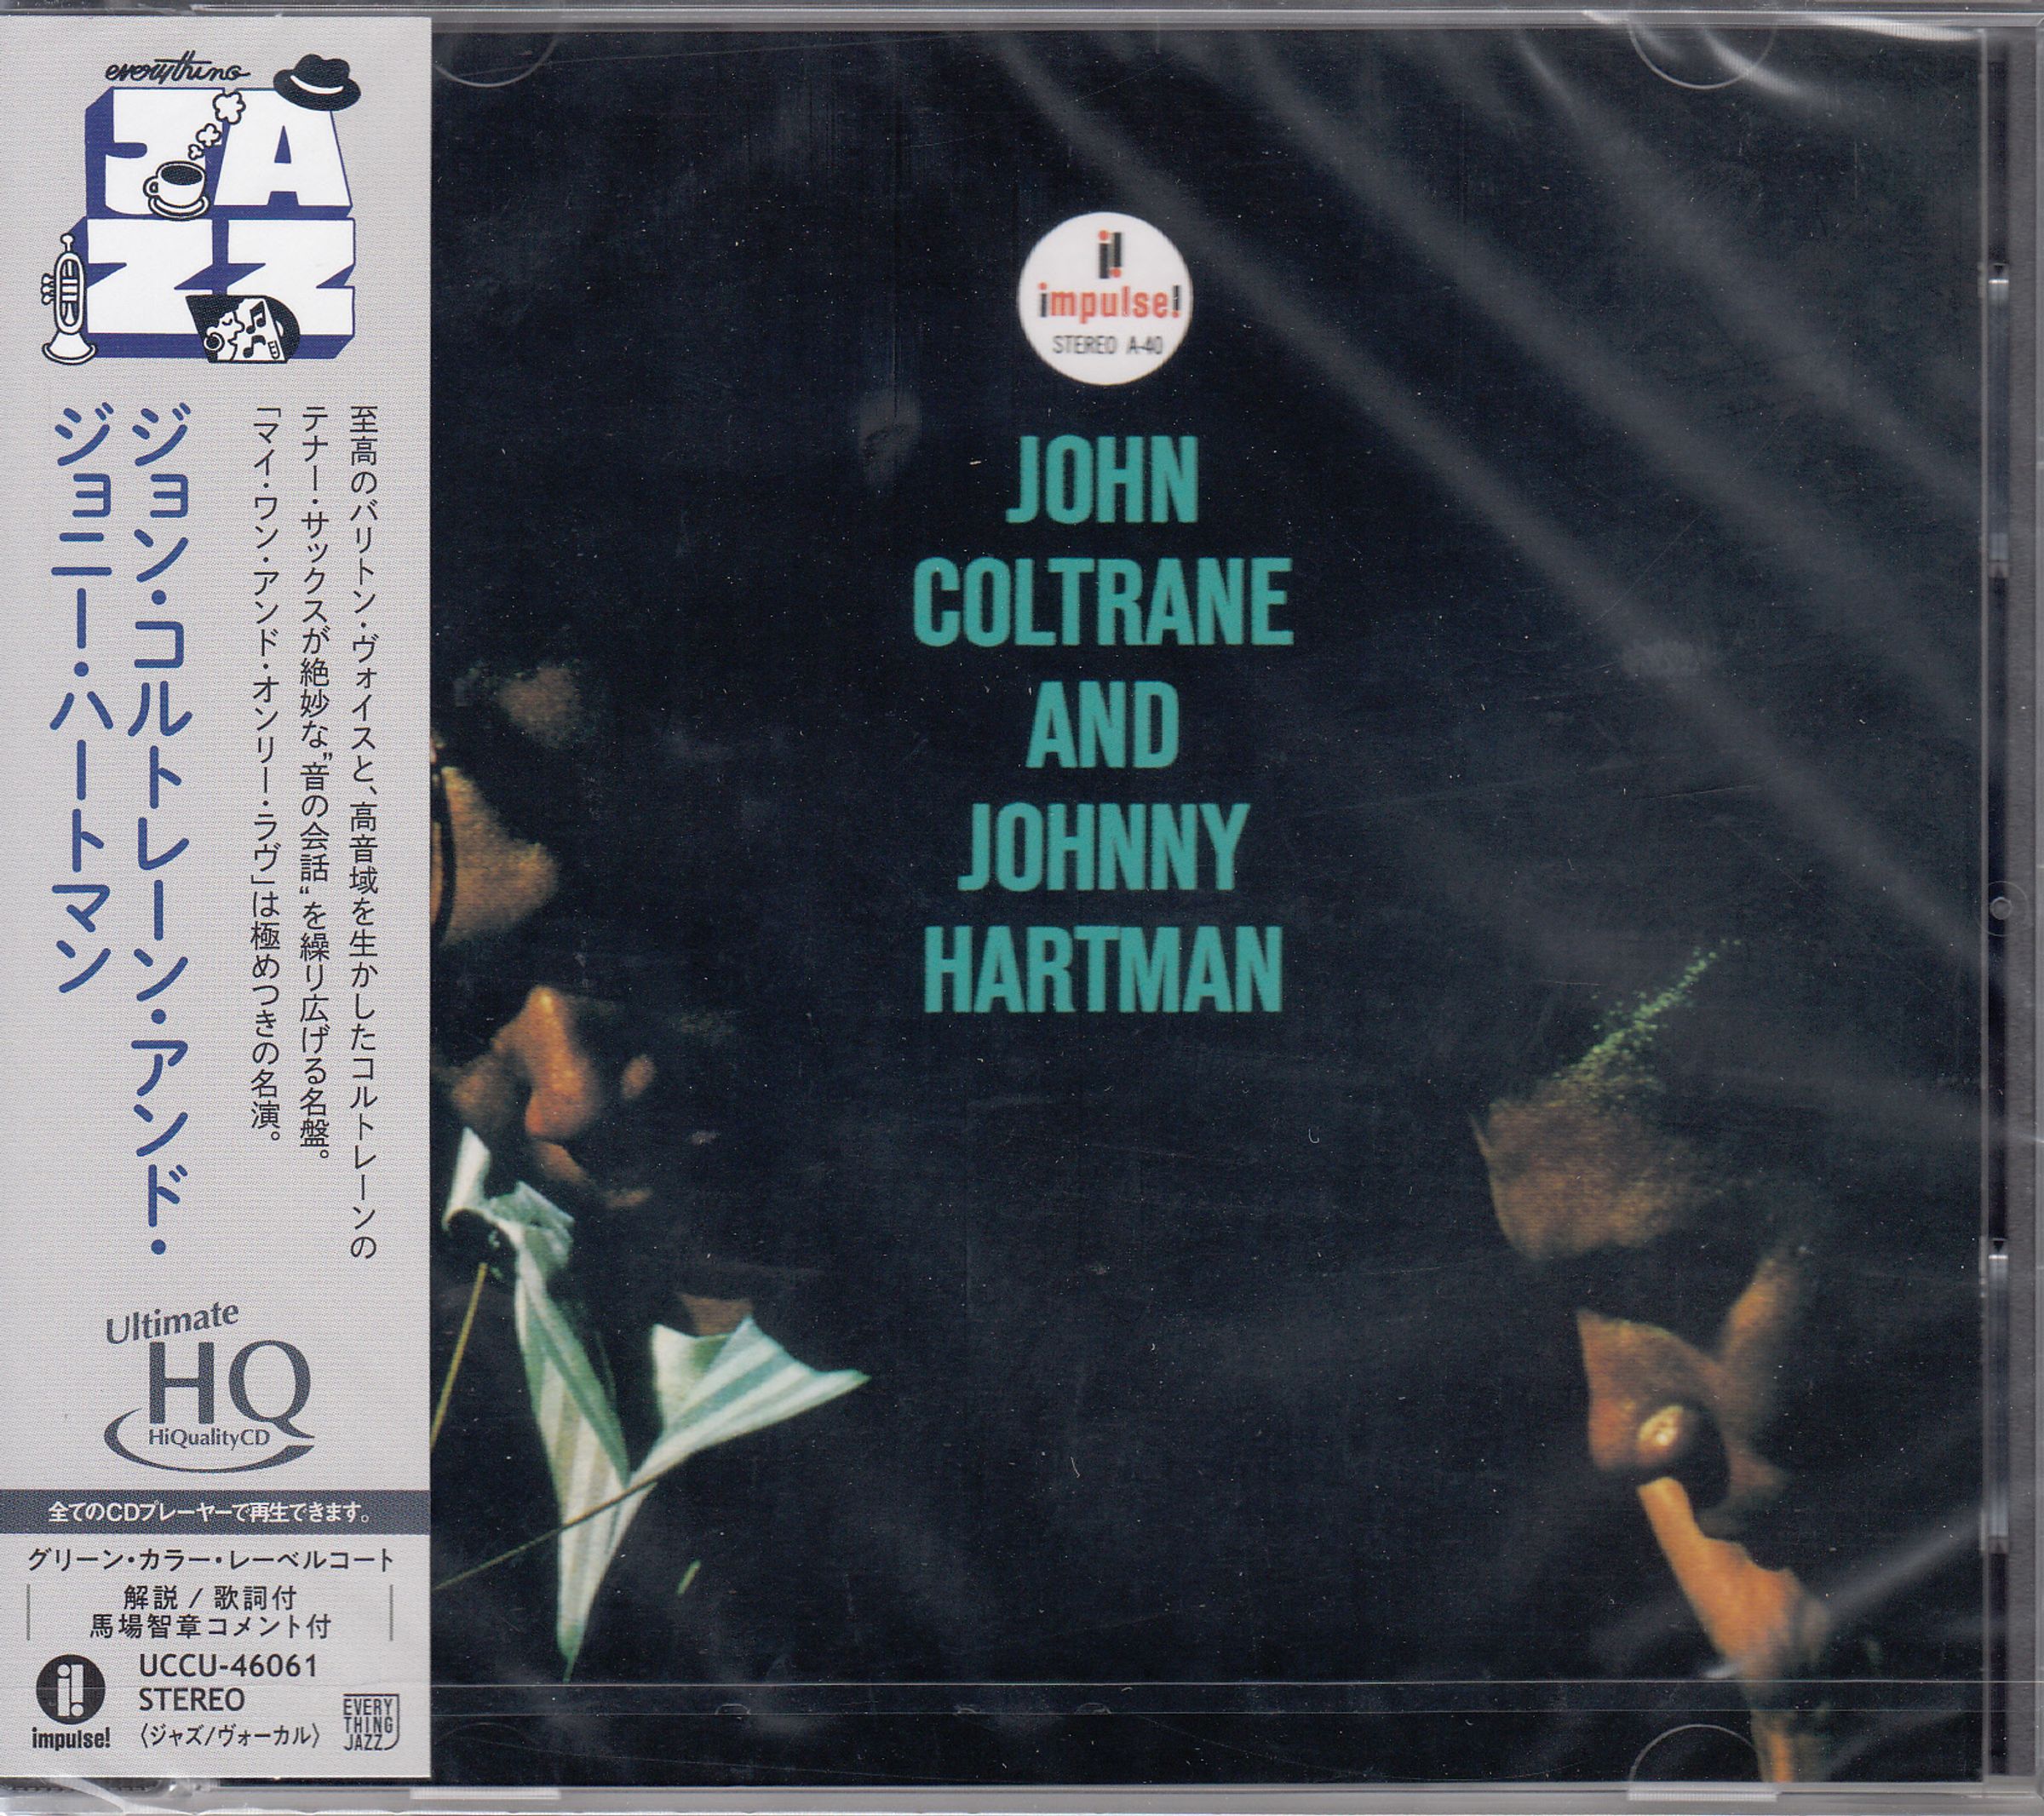 everything
JAZZ
至高のバリトン・ヴォイスと、高音域を生かしたコルトレーンの
テナー・サックスが絶妙な〝音の会話〟を繰り広げる名盤。
「マイ・ワン・アンド・オンリー・ラヴ」は極めつきの名演。
ジョン・コルトレーン・アンド・
ジョニー・ハートマン
Ultimate
HQ
HiQualityCD
全てのCDプレーヤーで再生できます。
グリーン・カラー・レーベルコート
解説 / 歌詞付
馬場智章コメント付
UCCU-46061
STEREO
〈ジャズ/ヴォーカル〉
impulse!
EVERY
THING
JAZZ
impulse!
STEREO A-40
JOHN
COLTRANE
AND
JOHNNY
HARTMAN